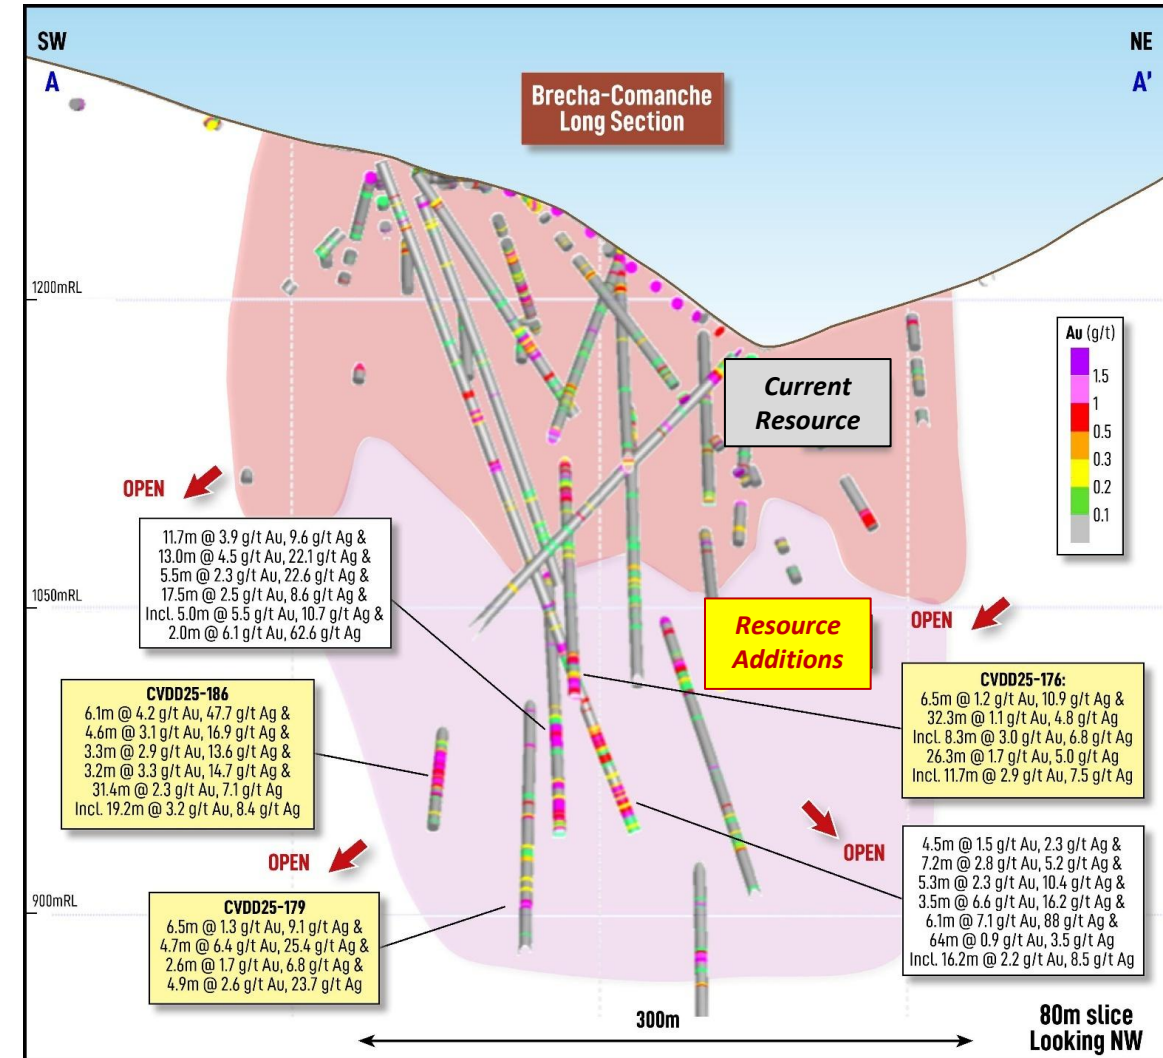 SW
NE
A
A'
Brecha-Comanche
Long Section
1200mRL
Au (g/t)
1.5
1
0.5
0.3
0.2
0.1
Current
Resource
OPEN
11.7m @ 3.9 g/t Au, 9.6 g/t Ag &
13.0m @ 4.5 g/t Au, 22.1 g/t Ag &
5.5m @ 2.3 g/t Au, 22.6 g/t Ag &
17.5m @ 2.5 g/t Au, 8.6 g/t Ag &
Incl. 5.0m @ 5.5 g/t Au, 10.7 g/t Ag &
2.0m @ 6.1 g/t Au, 62.6 g/t Ag
1050mRL
Resource
Additions
OPEN
CVDD25-176:
6.5m @ 1.2 g/t Au, 10.9 g/t Ag &
32.3m @ 1.1 g/t Au, 4.8 g/t Ag
Incl. 8.3m @ 3.0 g/t Au, 6.8 g/t Ag
26.3m @ 1.7 g/t Au, 5.0 g/t Ag
Incl. 11.7m @ 2.9 g/t Au, 7.5 g/t Ag
CVDD25-186
6.1m @ 4.2 g/t Au, 47.7 g/t Ag &
4.6m @ 3.1 g/t Au, 16.9 g/t Ag &
3.3m @ 2.9 g/t Au, 13.6 g/t Ag &
3.2m @ 3.3 g/t Au, 14.7 g/t Ag &
31.4m @ 2.3 g/t Au, 7.1 g/t Ag
Incl. 19.2m @ 3.2 g/t Au, 8.4 g/t Ag
OPEN
OPEN
4.5m @ 1.5 g/t Au, 2.3 g/t Ag &
7.2m @ 2.8 g/t Au, 5.2 g/t Ag &
5.3m @ 2.3 g/t Au, 10.4 g/t Ag &
3.5m @ 6.6 g/t Au, 16.2 g/t Ag &
6.1m @ 7.1 g/t Au, 88 g/t Ag &
64m @ 0.9 g/t Au, 3.5 g/t Ag
Incl. 16.2m @ 2.2 g/t Au, 8.5 g/t Ag
900mRL
CVDD25-179
6.5m @ 1.3 g/t Au, 9.1 g/t Ag &
4.7m @ 6.4 g/t Au, 25.4 g/t Ag &
2.6m @ 1.7 g/t Au, 6.8 g/t Ag &
4.9m @ 2.6 g/t Au, 23.7 g/t Ag
300m
80m slice
Looking NW